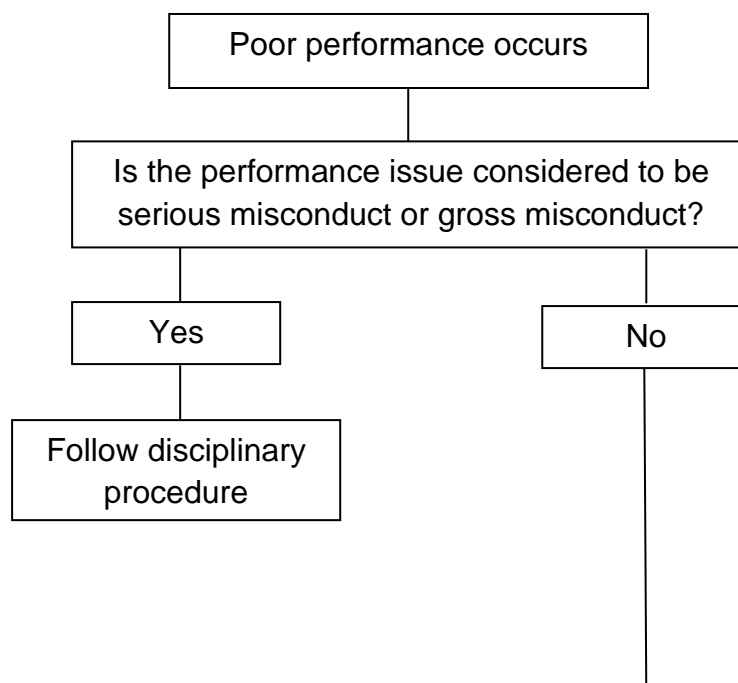 Poor performance occurs
Is the performance issue considered to be
serious misconduct or gross misconduct?
Yes
No
Follow disciplinary
procedure